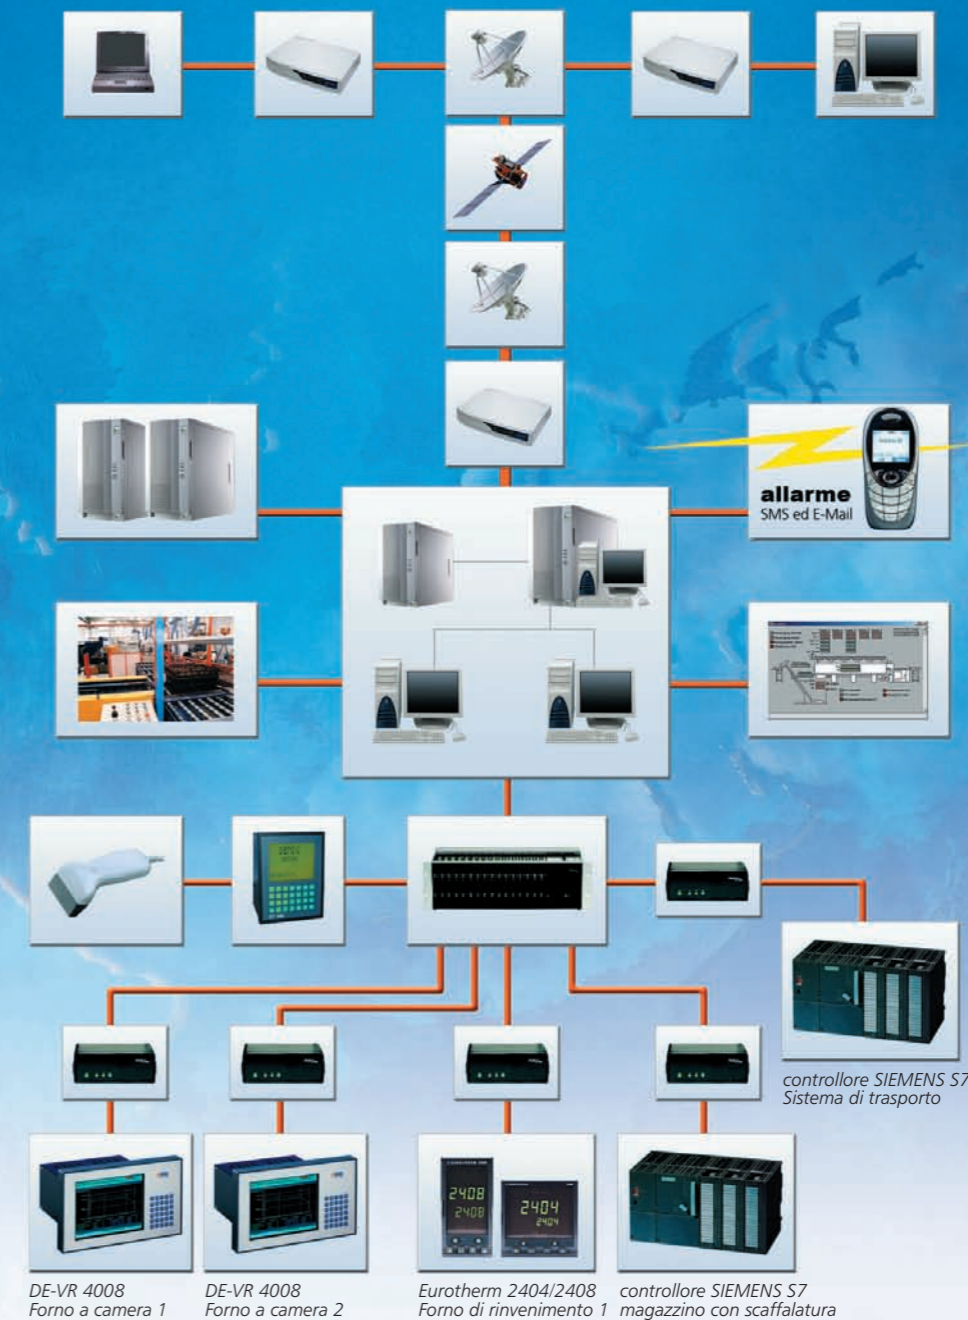 allarme
SMS ed E-Mail
2408
2408
2404
2404
controllore SIEMENS S7
Sistema di trasporto
DE-VR 4008
Forno a camera 1
DE-VR 4008
Forno a camera 2
Eurotherm 2404/2408
Forno di rinvenimento 1
controllore SIEMENS S7
magazzino con scaffalatura